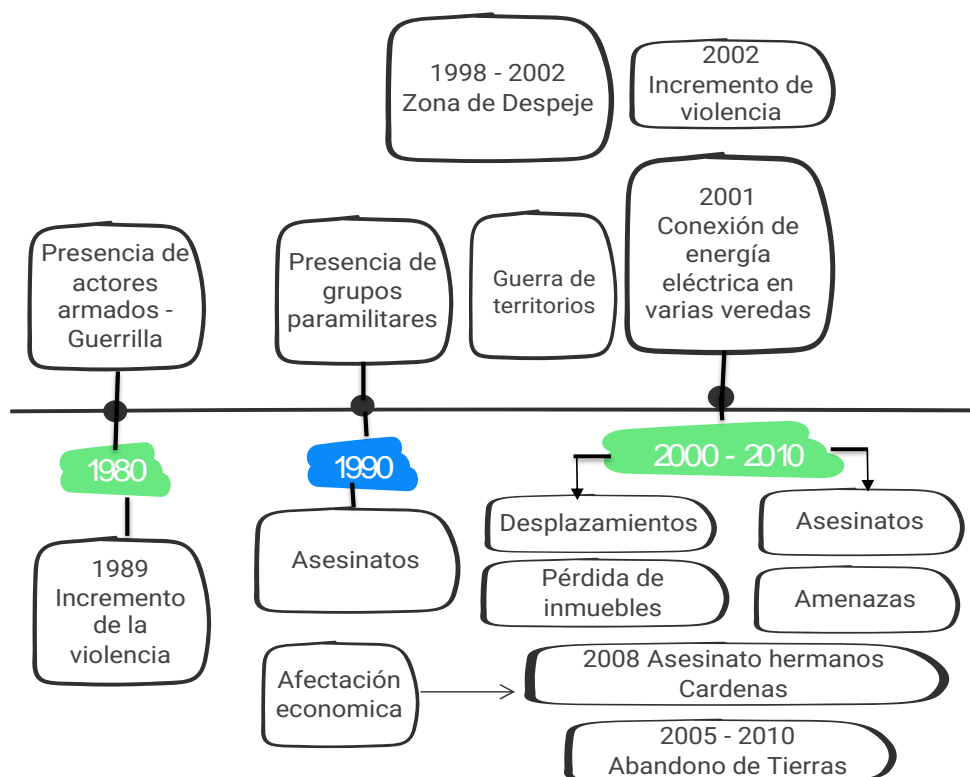 1998 - 2002
Zona de Despeje
2002
Incremento de
violencia
Presencia de
actores
armados -
Guerrilla
Presencia de
grupos
paramilitares
Guerra de
territorios
2001
Conexión de
energía
eléctrica en
varias veredas
1980
1990
2000 - 2010
1989
Incremento
de la
violencia
Asesinatos
Desplazamientos
Asesinatos
Pérdida de
inmuebles
Amenazas
Afectación
economica
2008 Asesinato hermanos
Cardenas
2005 - 2010
Abandono de Tierras